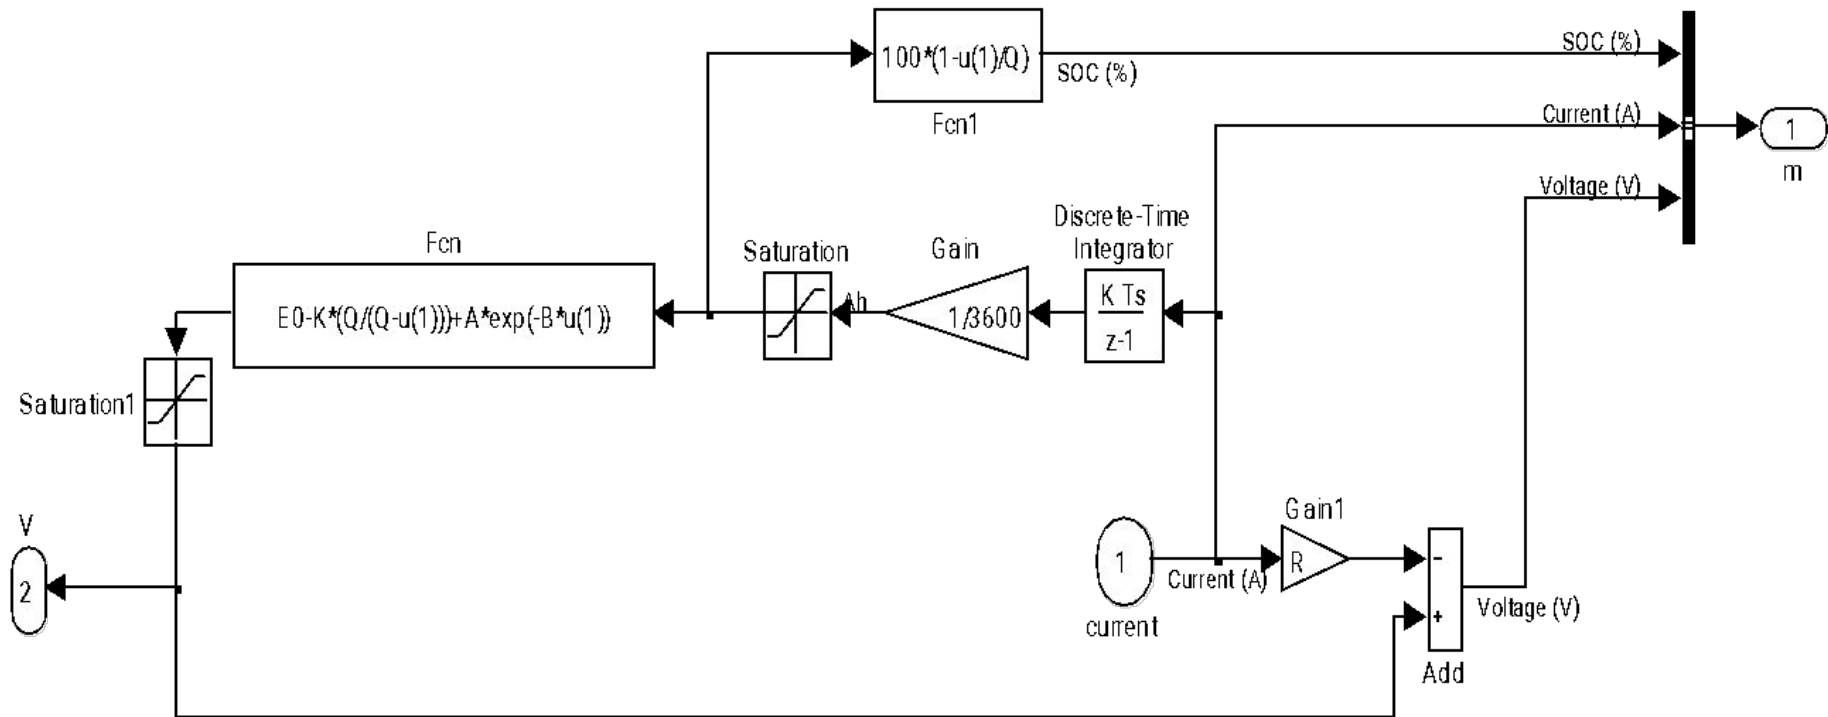 100*(1-u(1)/Q)
SOC (%)
SOC (%)
Fcn1
Current (A)
1
m
Voltage (V)
Discrete-Time
Integrator
Fcn
Saturation
Gain
E0-K*(Q/(Q-u(1)))+A*exp(-B*u(1))
Ah
1/3600
K Ts
z-1
Saturation1
V
2
1
current
Current (A)
Gain1
R
-
+
Add
Voltage (V)